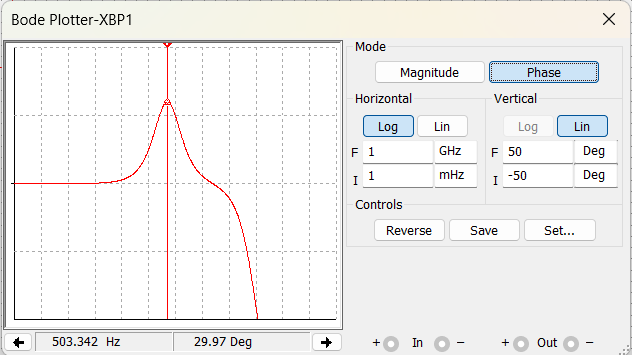 Bode Plotter-XBP1
Mode
Magnitude Phase
Horizontal Vertical
Log Lin Log Lin
F 1 GHz F 50 Deg
I 1 mHz I -50 Deg
Controls
Reverse Save Set...
503.342 Hz 29.97 Deg + In − + Out −